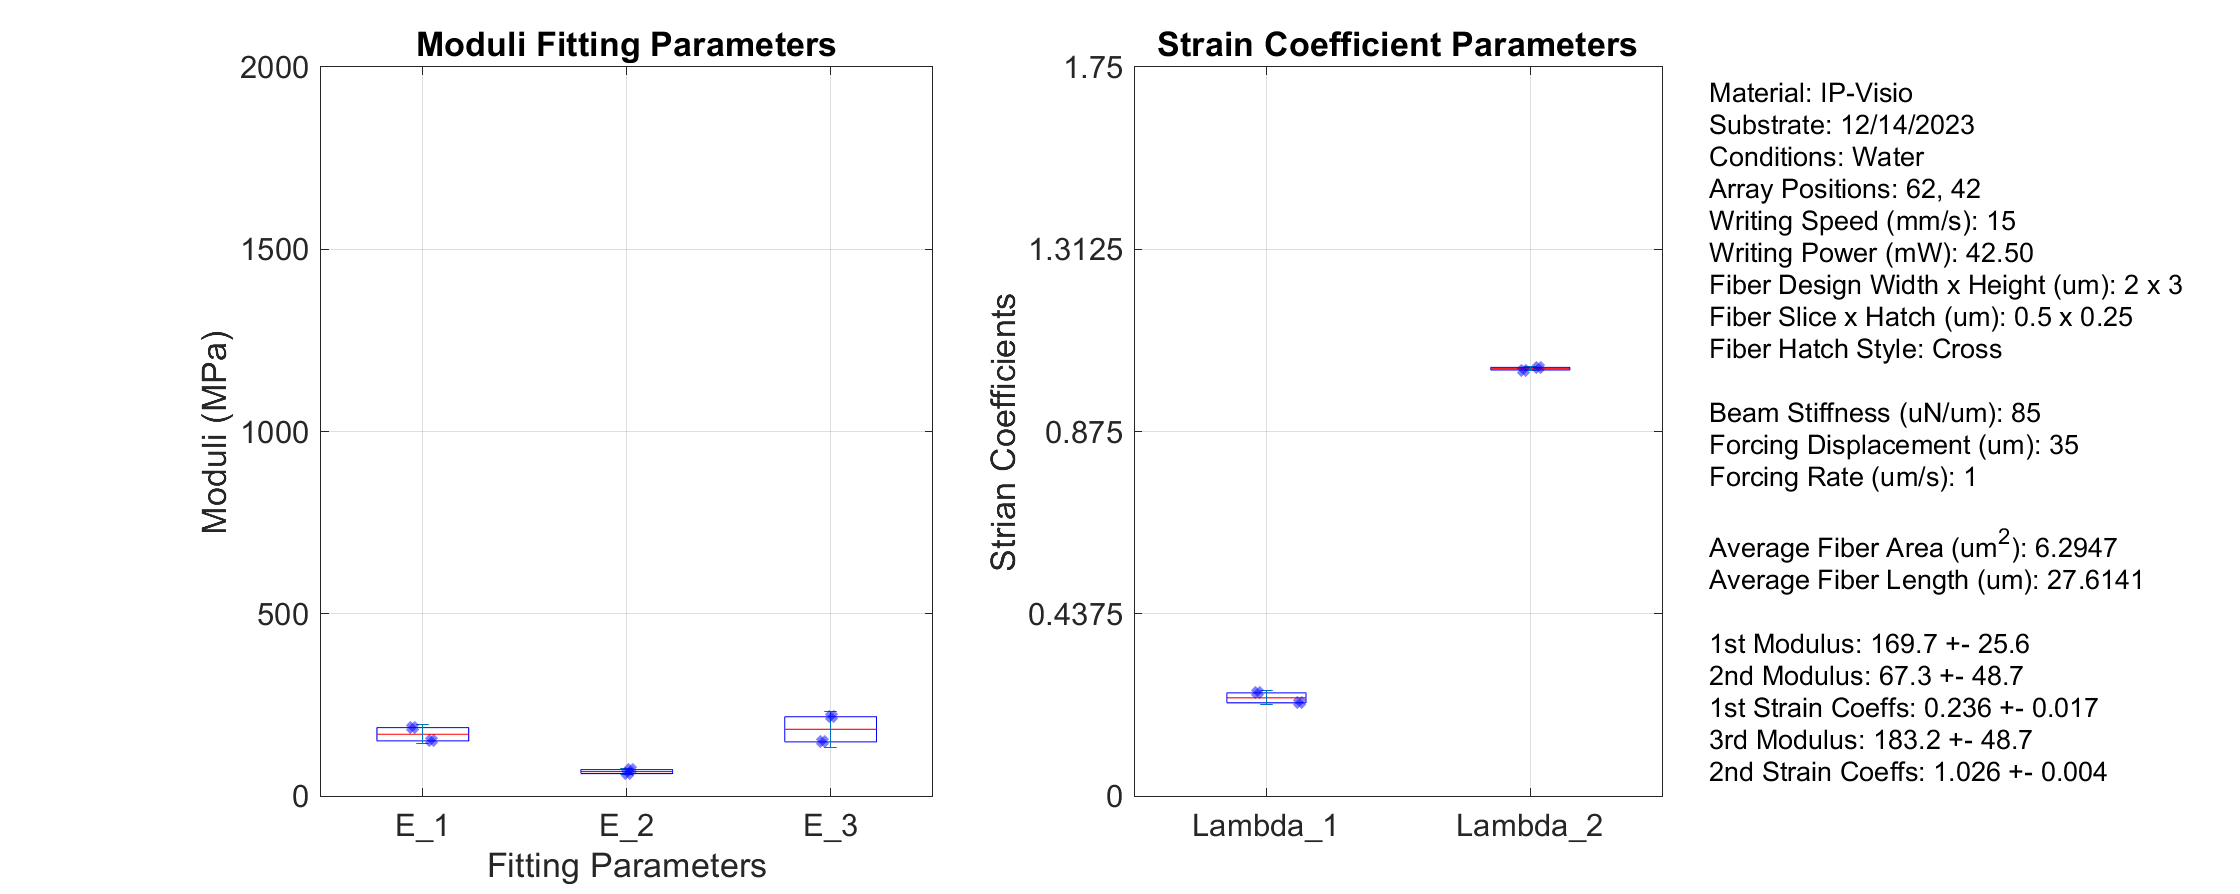 Moduli Fitting Parameters
2000
1500
1000
500
0
Moduli (MPa)
E_1
E_2
E_3
Fitting Parameters
Strain Coefficient Parameters
1.75
1.3125
0.875
0.4375
0
Strian Coefficients
Lambda_1
Lambda_2
Material: IP-Visio
Substrate: 12/14/2023
Conditions: Water
Array Positions: 62, 42
Writing Speed (mm/s): 15
Writing Power (mW): 42.50
Fiber Design Width x Height (um): 2 x 3
Fiber Slice x Hatch (um): 0.5 x 0.25
Fiber Hatch Style: Cross
Beam Stiffness (uN/um): 85
Forcing Displacement (um): 35
Forcing Rate (um/s): 1
Average Fiber Area (um²): 6.2947
Average Fiber Length (um): 27.6141
1st Modulus: 169.7 +- 25.6
2nd Modulus: 67.3 +- 48.7
1st Strain Coeffs: 0.236 +- 0.017
3rd Modulus: 183.2 +- 48.7
2nd Strain Coeffs: 1.026 +- 0.004